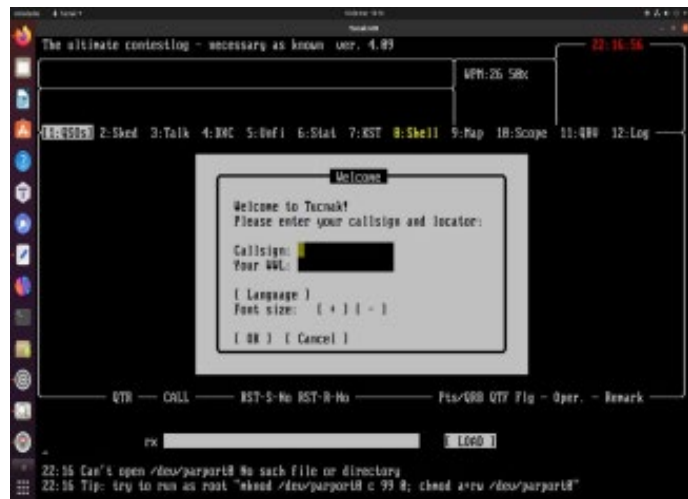 The ultimate contestlog - necessary as known ver. 4.09
22:16:56
WPM:26 50x
[1:QSOs] 2:Sked 3:Talk 4:DXC 5:Unfi 6:Stat 7:KST 8:Shell 9:Map 10:Scope 11:QRV 12:Log
Welcome
Welcome to Tucnak!
Please enter your callsign and locator:
Callsign:
Your WWL:
[ Language ]
Font size: [ + ] [ - ]
[ OK ] [ Cancel ]
QTR CALL RST-S-No RST-R-No Pts/QRB QTF Flg - Oper. - Remark
rx [ LOAD ]
22:16 Can't open /dev/parport0 No such file or directory
22:16 Tip: try to run as root "mknod /dev/parport0 c 99 0; chmod a+rw /dev/parport0"